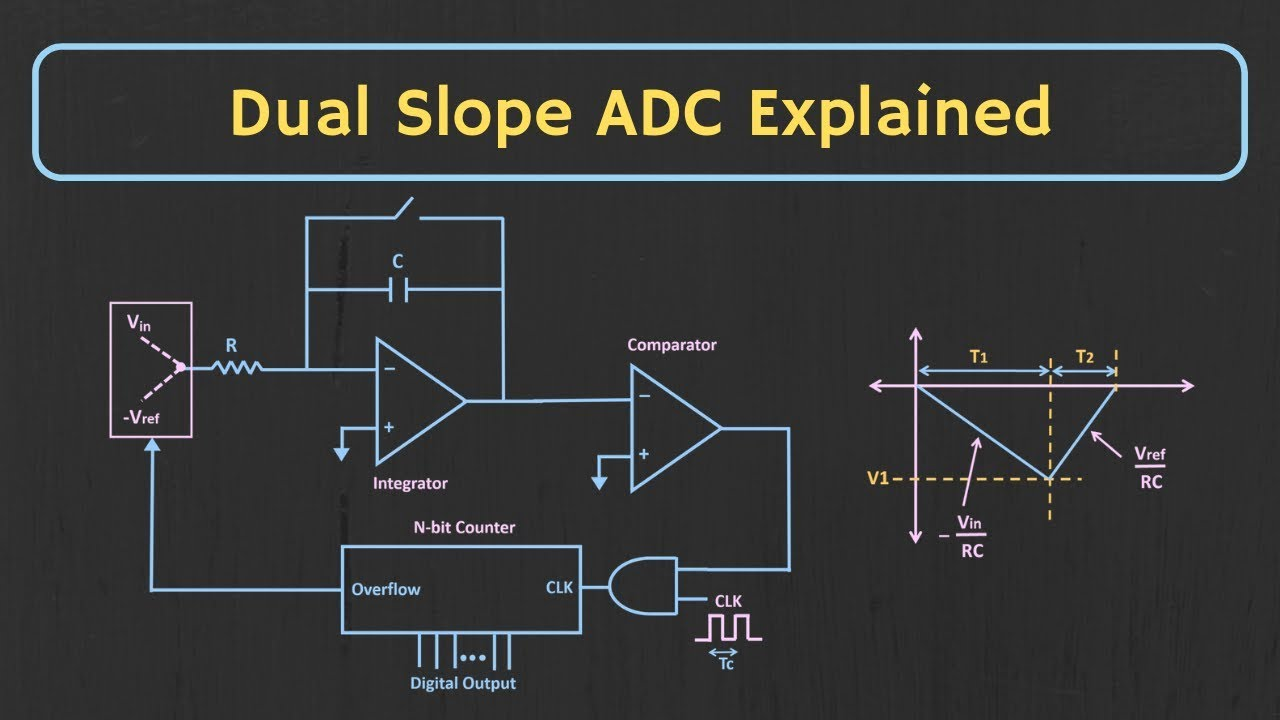 Dual Slope ADC Explained
C
Vin
R
-Vref
−
+
Integrator
Comparator
−
+
N-bit Counter
Overflow
CLK
CLK
Tc
Digital Output
T1
T2
V1
− Vin
RC
Vref
RC